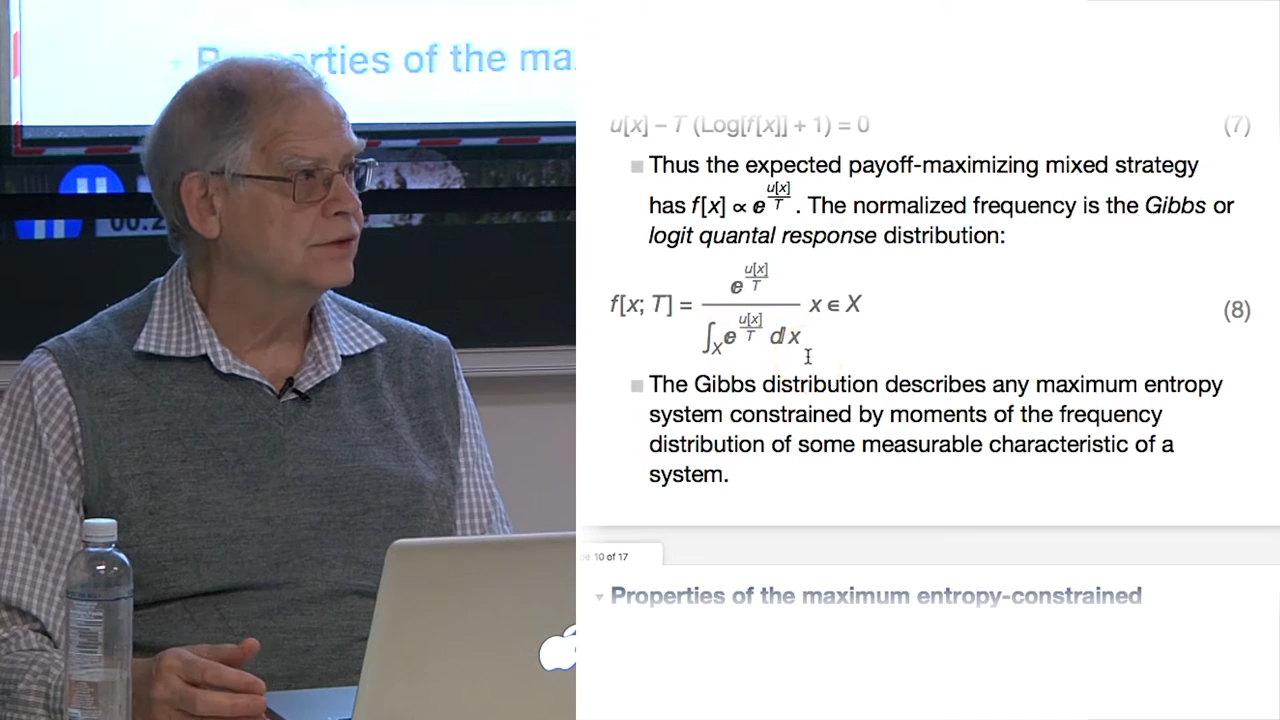 Properties of the ma
u[x] − T (Log[f[x]] + 1) = 0 (7)
Thus the expected payoff-maximizing mixed strategy
has f[x] ∝ e^(u[x]/T). The normalized frequency is the Gibbs or
logit quantal response distribution:
f[x; T] = e^(u[x]/T) / ∫_X e^(u[x]/T) ⅆx x ∈ X (8)
The Gibbs distribution describes any maximum entropy
system constrained by moments of the frequency
distribution of some measurable characteristic of a
system.
10 of 17
Properties of the maximum entropy-constrained